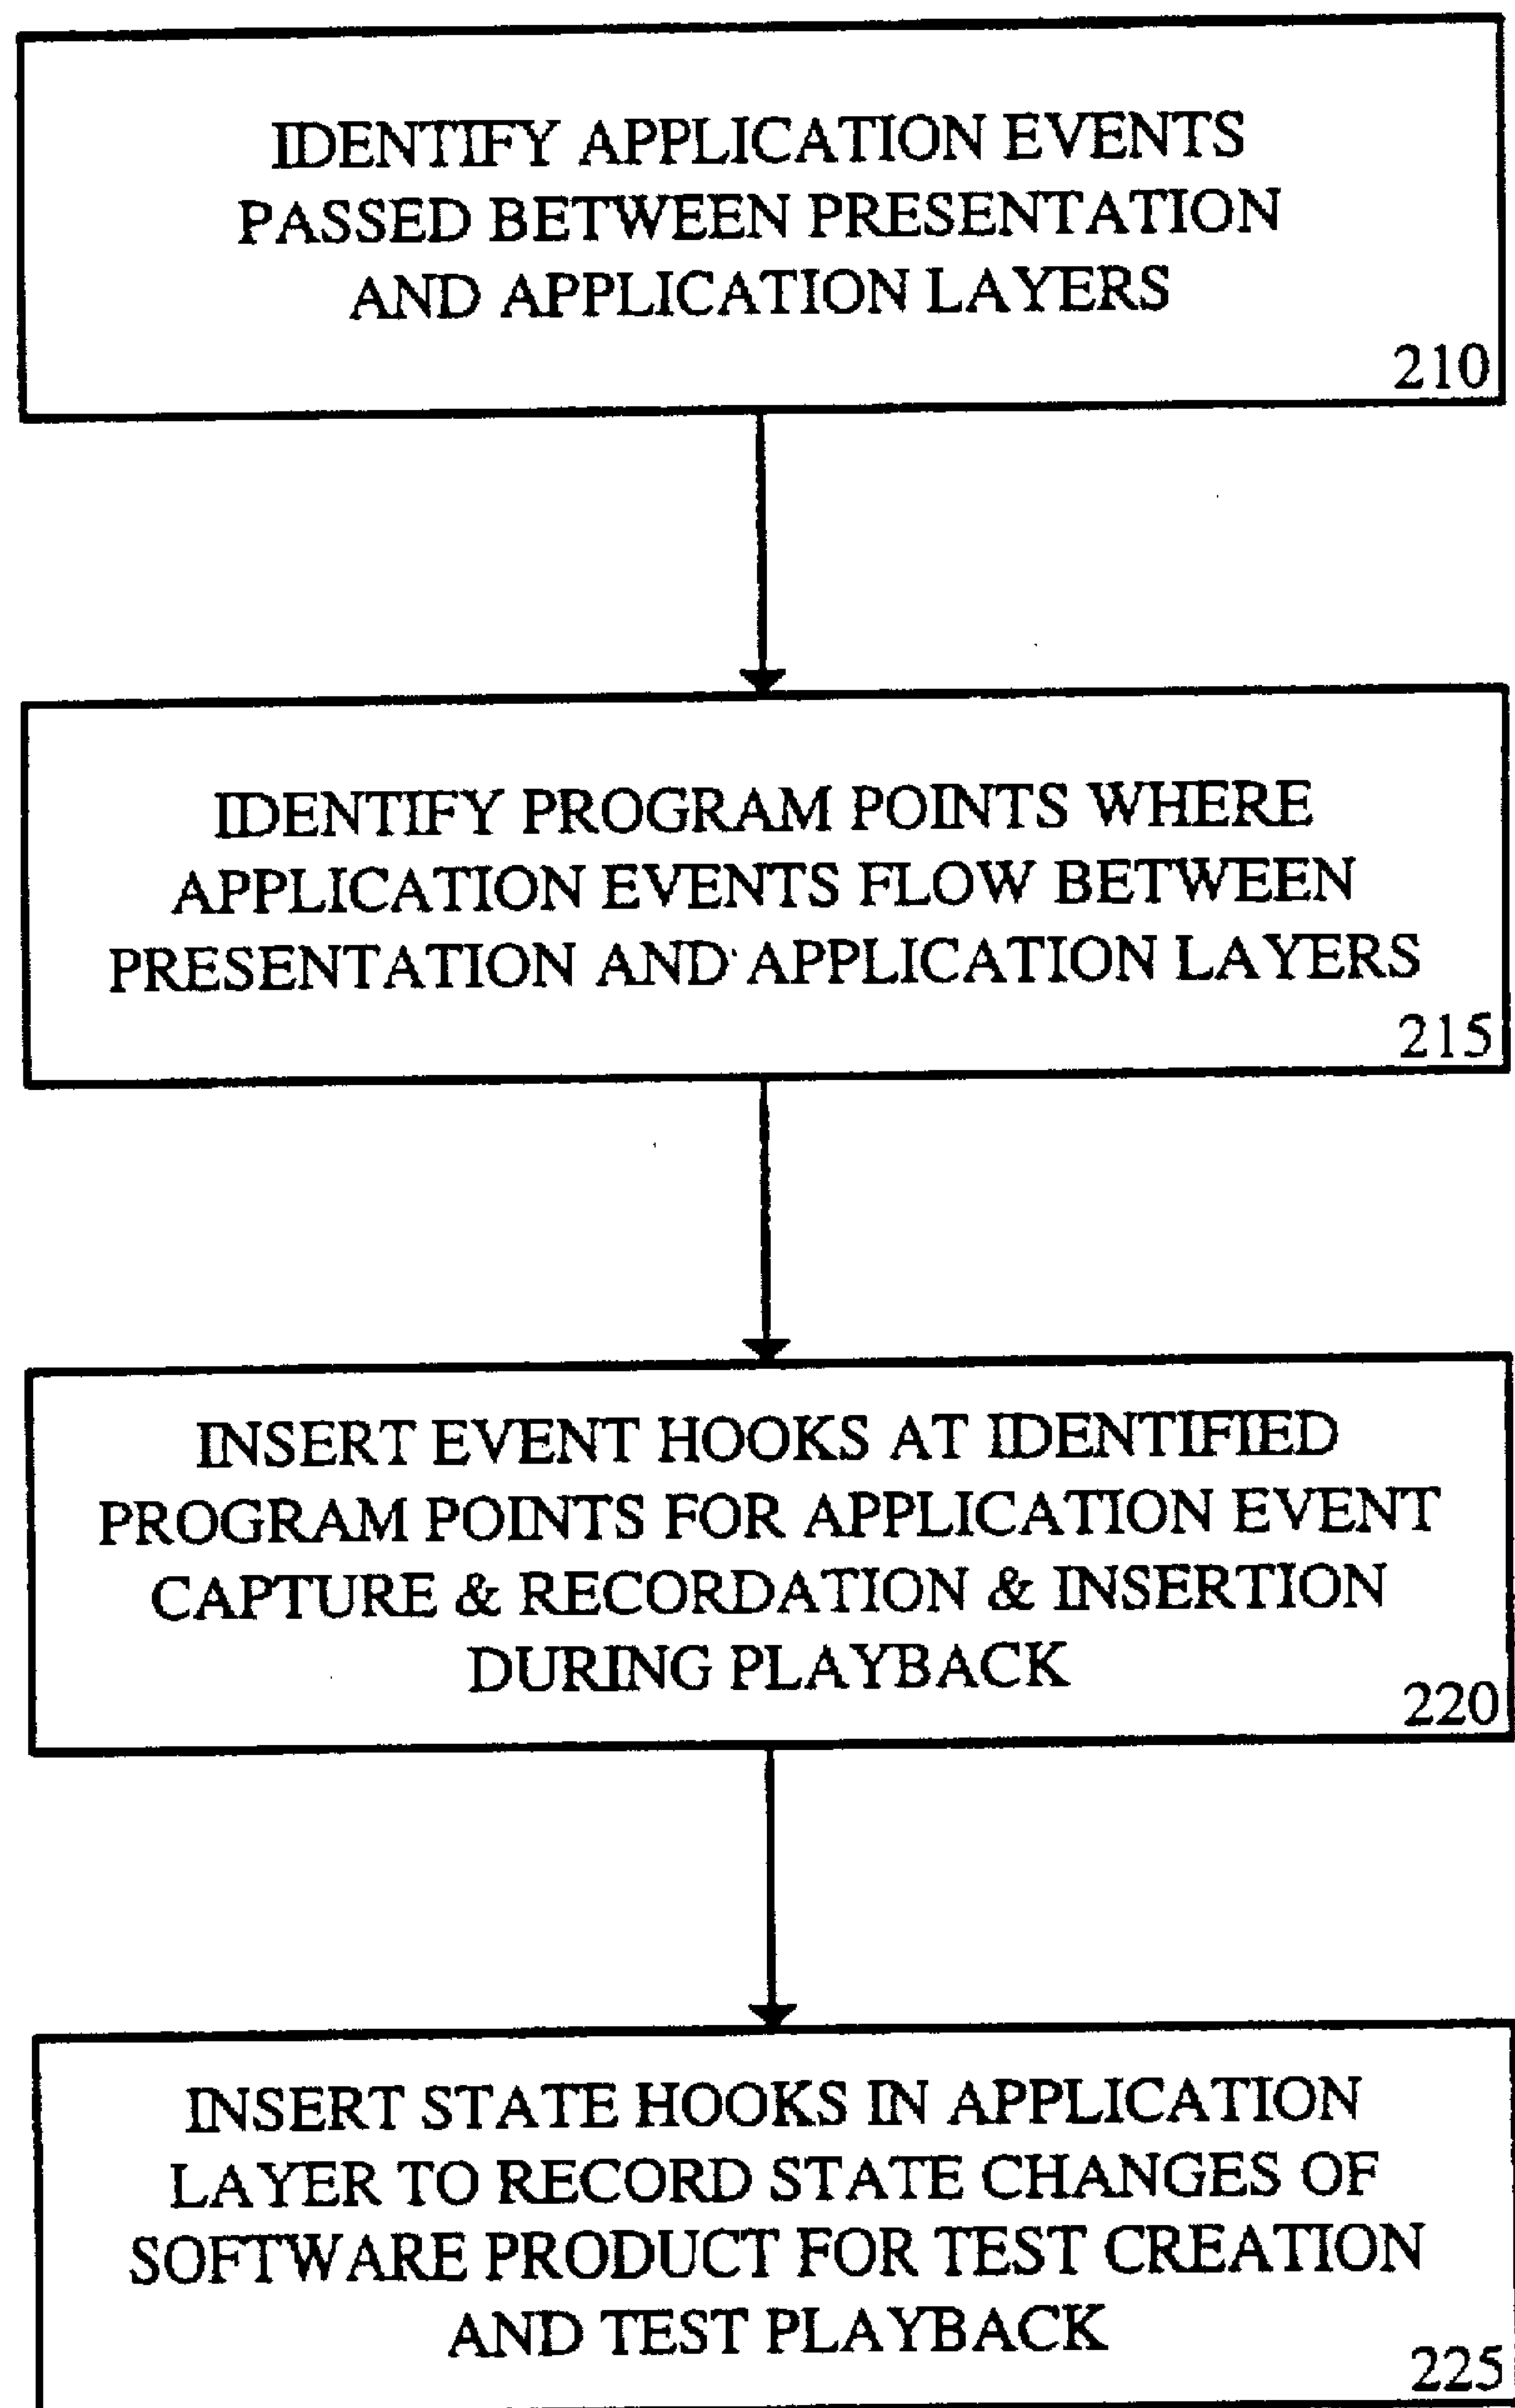 IDENTIFY APPLICATION EVENTS
PASSED BETWEEN PRESENTATION
AND APPLICATION LAYERS
210
IDENTIFY PROGRAM POINTS WHERE
APPLICATION EVENTS FLOW BETWEEN
PRESENTATION AND APPLICATION LAYERS
215
INSERT EVENT HOOKS AT IDENTIFIED
PROGRAM POINTS FOR APPLICATION EVENT
CAPTURE & RECORDATION & INSERTION
DURING PLAYBACK
220
INSERT STATE HOOKS IN APPLICATION
LAYER TO RECORD STATE CHANGES OF
SOFTWARE PRODUCT FOR TEST CREATION
AND TEST PLAYBACK
225